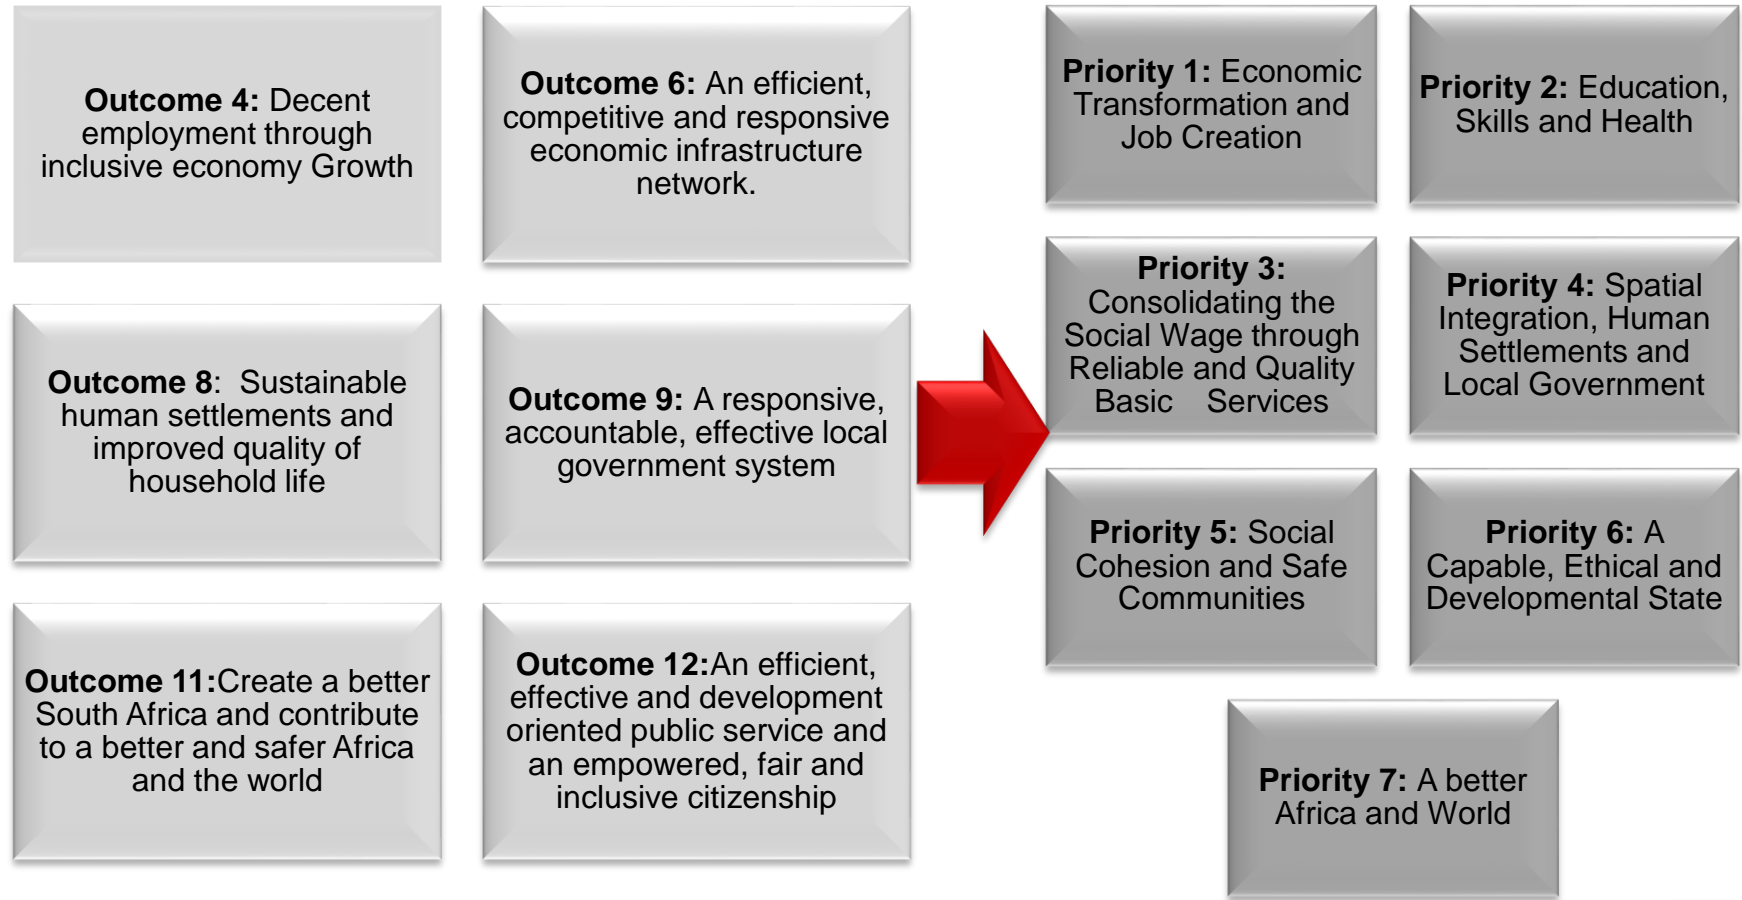 Outcome 4: Decent
employment through
inclusive economy Growth
Outcome 6: An efficient,
competitive and responsive
economic infrastructure
network.
Outcome 8:  Sustainable
human settlements and
improved quality of
household life
Outcome 9: A responsive,
accountable, effective local
government system
Outcome 11:Create a better
South Africa and contribute
to a better and safer Africa
and the world
Outcome 12:An efficient,
effective and development
oriented public service and
an empowered, fair and
inclusive citizenship
Priority 1: Economic
Transformation and
Job Creation
Priority 2: Education,
Skills and Health
Priority 3:
Consolidating the
Social Wage through
Reliable and Quality
Basic    Services
Priority 4: Spatial
Integration, Human
Settlements and
Local Government
Priority 5: Social
Cohesion and Safe
Communities
Priority 6: A
Capable, Ethical and
Developmental State
Priority 7: A better
Africa and World